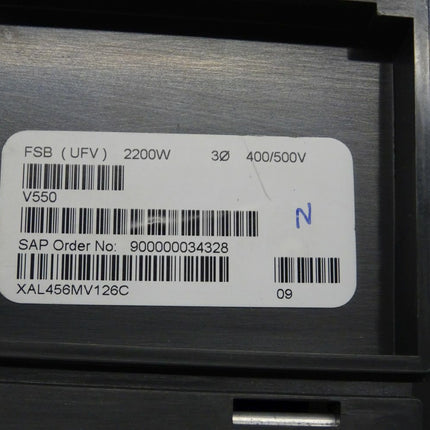 FSB ( UFV ) 2200W 3Ø 400/500V
V550
SAP Order No: 900000034328
XAL456MV126C 09